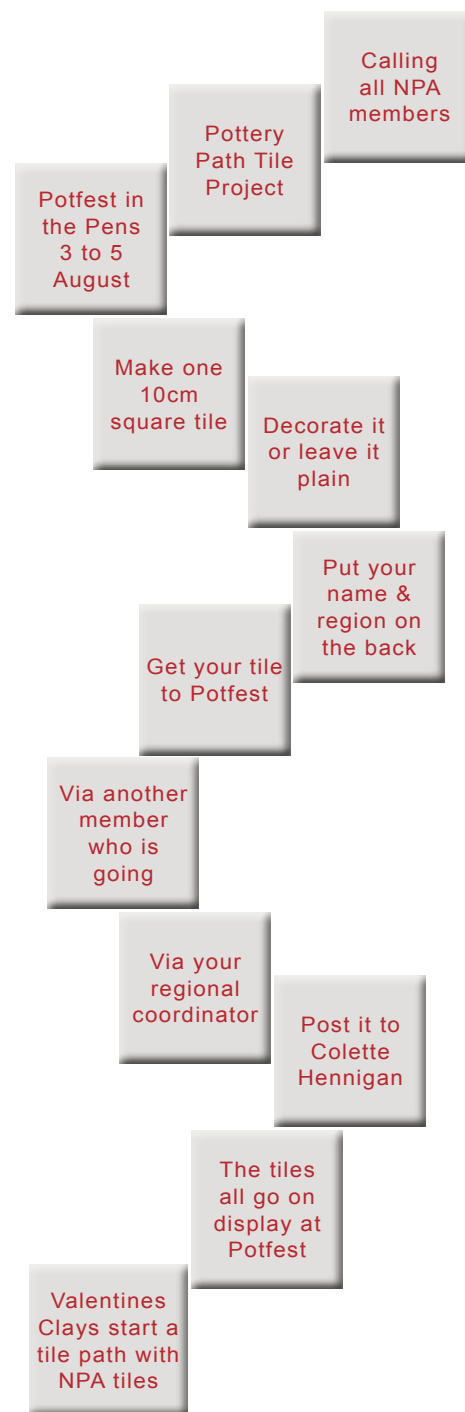 Calling
all NPA
members
Pottery
Path Tile
Project
Potfest in
the Pens
3 to 5
August
Make one
10cm
square tile
Decorate it
or leave it
plain
Put your
name &
region on
the back
Get your tile
to Potfest
Via another
member
who is
going
Via your
regional
coordinator
Post it to
Colette
Hennigan
The tiles
all go on
display at
Potfest
Valentines
Clays start a
tile path with
NPA tiles